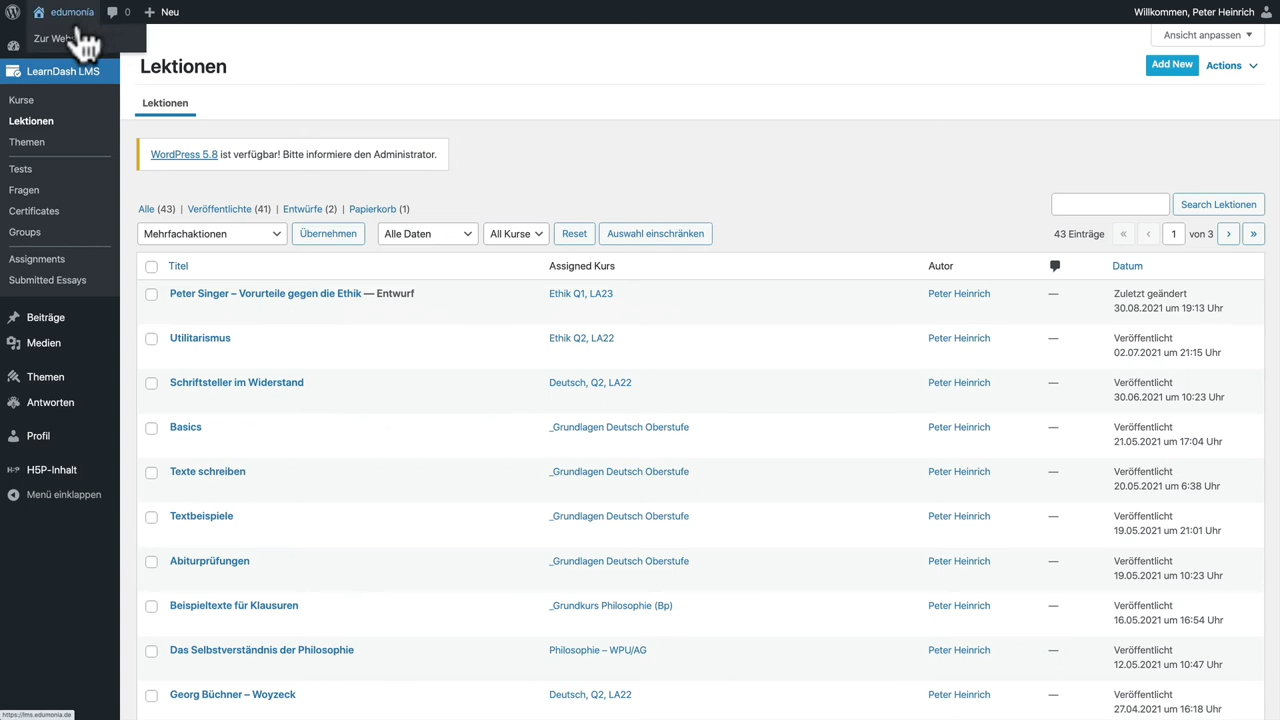 edumonía 0 Neu Willkommen, Peter Heinrich
Zur
Ansicht anpassen
LearnDash LMS
Kurse
Lektionen
Themen
Tests
Fragen
Certificates
Groups
Assignments
Submitted Essays
Beiträge
Medien
Themen
Antworten
Profil
H5P-Inhalt
Menü einklappen
Lektionen
Add New Actions
Lektionen
WordPress 5.8 ist verfügbar! Bitte informiere den Administrator.
Alle (43) | Veröffentlichte (41) | Entwürfe (2) | Papierkorb (1)
Search Lektionen
Mehrfachaktionen Übernehmen Alle Daten All Kurse Reset Auswahl einschränken 43 Einträge « ‹ 1 von 3 › »
Titel Assigned Kurs Autor Datum
Peter Singer – Vorurteile gegen die Ethik — Entwurf Ethik Q1, LA23 Peter Heinrich — Zuletzt geändert
30.08.2021 um 19:13 Uhr
Utilitarismus Ethik Q2, LA22 Peter Heinrich — Veröffentlicht
02.07.2021 um 21:15 Uhr
Schriftsteller im Widerstand Deutsch, Q2, LA22 Peter Heinrich — Veröffentlicht
30.06.2021 um 10:23 Uhr
Basics _Grundlagen Deutsch Oberstufe Peter Heinrich — Veröffentlicht
21.05.2021 um 17:04 Uhr
Texte schreiben _Grundlagen Deutsch Oberstufe Peter Heinrich — Veröffentlicht
20.05.2021 um 6:38 Uhr
Textbeispiele _Grundlagen Deutsch Oberstufe Peter Heinrich — Veröffentlicht
19.05.2021 um 21:01 Uhr
Abiturprüfungen _Grundlagen Deutsch Oberstufe Peter Heinrich — Veröffentlicht
19.05.2021 um 10:23 Uhr
Beispieltexte für Klausuren _Grundkurs Philosophie (Bp) Peter Heinrich — Veröffentlicht
16.05.2021 um 16:54 Uhr
Das Selbstverständnis der Philosophie Philosophie – WPU/AG Peter Heinrich — Veröffentlicht
12.05.2021 um 10:47 Uhr
Georg Büchner – Woyzeck Deutsch, Q2, LA22 Peter Heinrich — Veröffentlicht
27.04.2021 um 16:18 Uhr
https://lms.edumonia.de